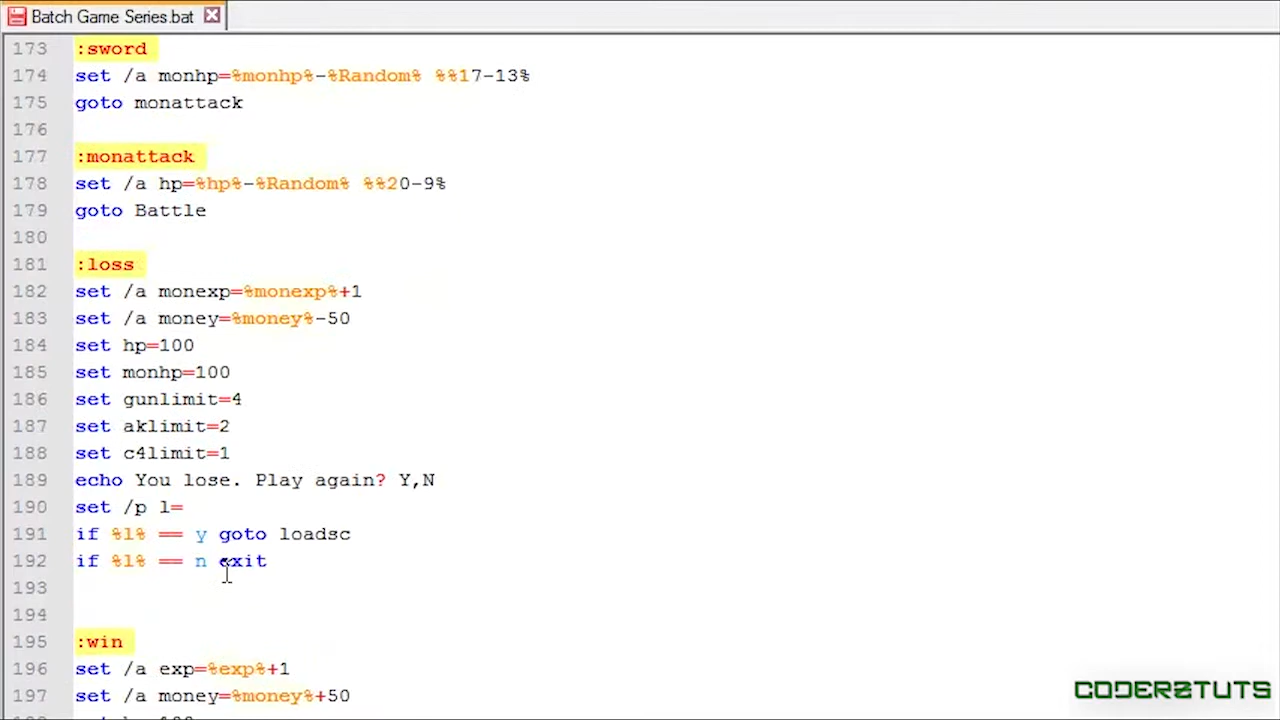 Batch Game Series.bat
173 :sword
174 set /a monhp=%monhp%-%Random% %%17-13%
175 goto monattack
176
177 :monattack
178 set /a hp=%hp%-%Random% %%20-9%
179 goto Battle
180
181 :loss
182 set /a monexp=%monexp%+1
183 set /a money=%money%-50
184 set hp=100
185 set monhp=100
186 set gunlimit=4
187 set aklimit=2
188 set c4limit=1
189 echo You lose. Play again? Y,N
190 set /p l=
191 if %l% == y goto loadsc
192 if %l% == n exit
193
194
195 :win
196 set /a exp=%exp%+1
197 set /a money=%money%+50
CODERZTUTS